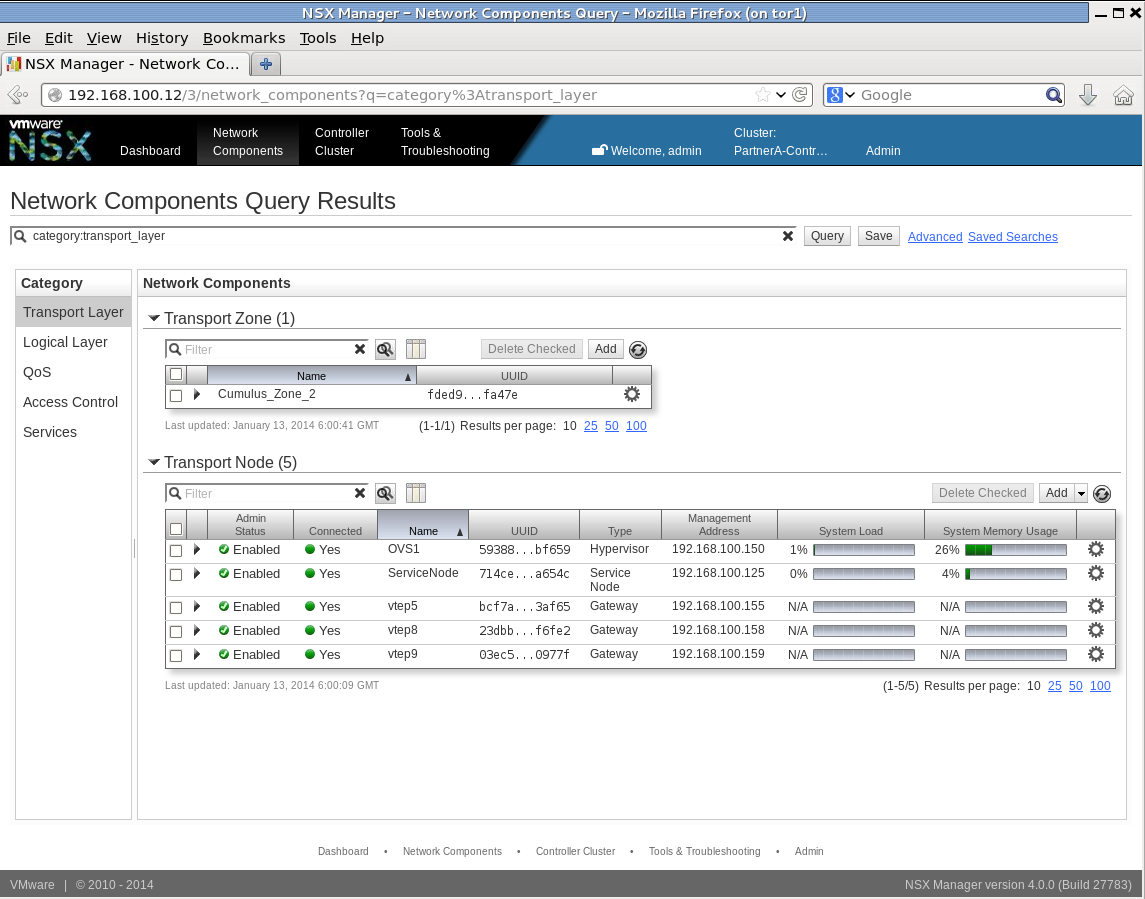 NSX Manager - Network Components Query - Mozilla Firefox (on tor1)
File Edit View History Bookmarks Tools Help
NSX Manager - Network Co...
192.168.100.12/3/network_components?q=category%3Atransport_layer
Google
vmware
NSX
Dashboard
Network Components
Controller Cluster
Tools & Troubleshooting
Welcome, admin
Cluster: PartnerA-Contr...
Admin
Network Components Query Results
category:transport_layer
Query Save Advanced Saved Searches
Category
Transport Layer
Logical Layer
QoS
Access Control
Services
Network Components
Transport Zone (1)
Filter Delete Checked Add
Name UUID
Cumulus_Zone_2 fded9...fa47e
Last updated: January 13, 2014 6:00:41 GMT (1-1/1) Results per page: 10 25 50 100
Transport Node (5)
Filter Delete Checked Add
Admin Status Connected Name UUID Type Management Address System Load System Memory Usage
Enabled Yes OVS1 59388...bf659 Hypervisor 192.168.100.150 1% 26%
Enabled Yes ServiceNode 714ce...a654c Service Node 192.168.100.125 0% 4%
Enabled Yes vtep5 bcf7a...3af65 Gateway 192.168.100.155 N/A N/A
Enabled Yes vtep8 23dbb...f6fe2 Gateway 192.168.100.158 N/A N/A
Enabled Yes vtep9 03ec5...0977f Gateway 192.168.100.159 N/A N/A
Last updated: January 13, 2014 6:00:09 GMT (1-5/5) Results per page: 10 25 50 100
Dashboard • Network Components • Controller Cluster • Tools & Troubleshooting • Admin
VMware | © 2010 - 2014 NSX Manager version 4.0.0 (Build 27783)